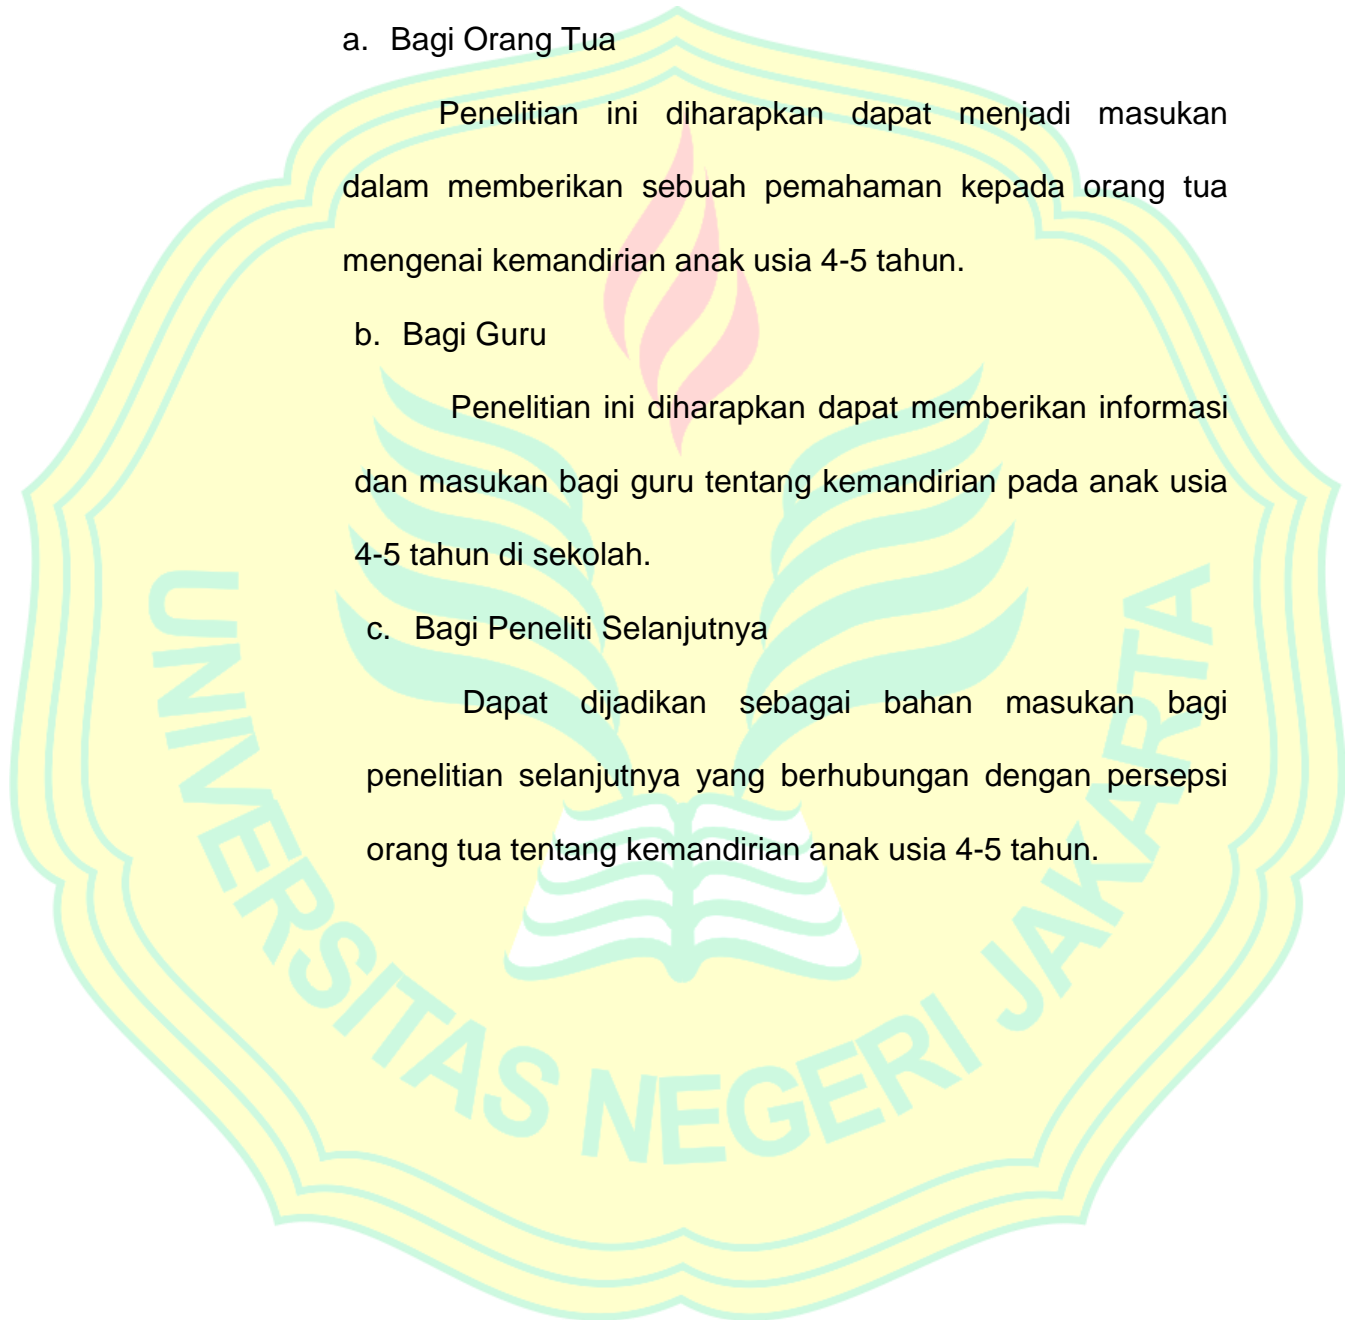 a. Bagi Orang Tua
Penelitian ini diharapkan dapat menjadi masukan
dalam memberikan sebuah pemahaman kepada orang tua
mengenai kemandirian anak usia 4-5 tahun.
b. Bagi Guru
Penelitian ini diharapkan dapat memberikan informasi
dan masukan bagi guru tentang kemandirian pada anak usia
4-5 tahun di sekolah.
c. Bagi Peneliti Selanjutnya
Dapat dijadikan sebagai bahan masukan bagi
penelitian selanjutnya yang berhubungan dengan persepsi
orang tua tentang kemandirian anak usia 4-5 tahun.
UNIVERSITAS NEGERI JAKARTA